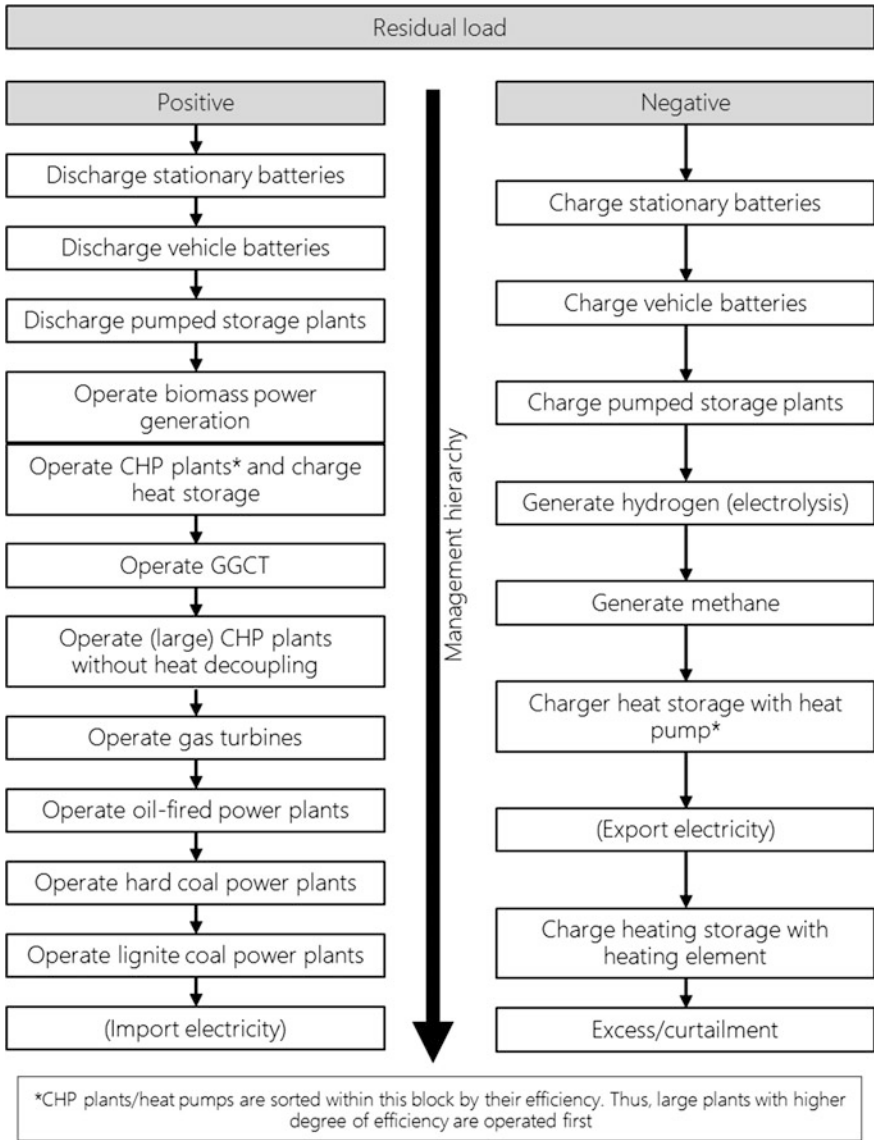 Residual load
Positive
Discharge stationary batteries
Discharge vehicle batteries
Discharge pumped storage plants
Operate biomass power
generation
Operate CHP plants* and charge
heat storage
Operate GGCT
Operate (large) CHP plants
without heat decoupling
Operate gas turbines
Operate oil-fired power plants
Operate hard coal power plants
Operate lignite coal power plants
(Import electricity)
Management hierarchy
Negative
Charge stationary batteries
Charge vehicle batteries
Charge pumped storage plants
Generate hydrogen (electrolysis)
Generate methane
Charger heat storage with heat
pump*
(Export electricity)
Charge heating storage with
heating element
Excess/curtailment
*CHP plants/heat pumps are sorted within this block by their efficiency. Thus, large plants with higher
degree of efficiency are operated first